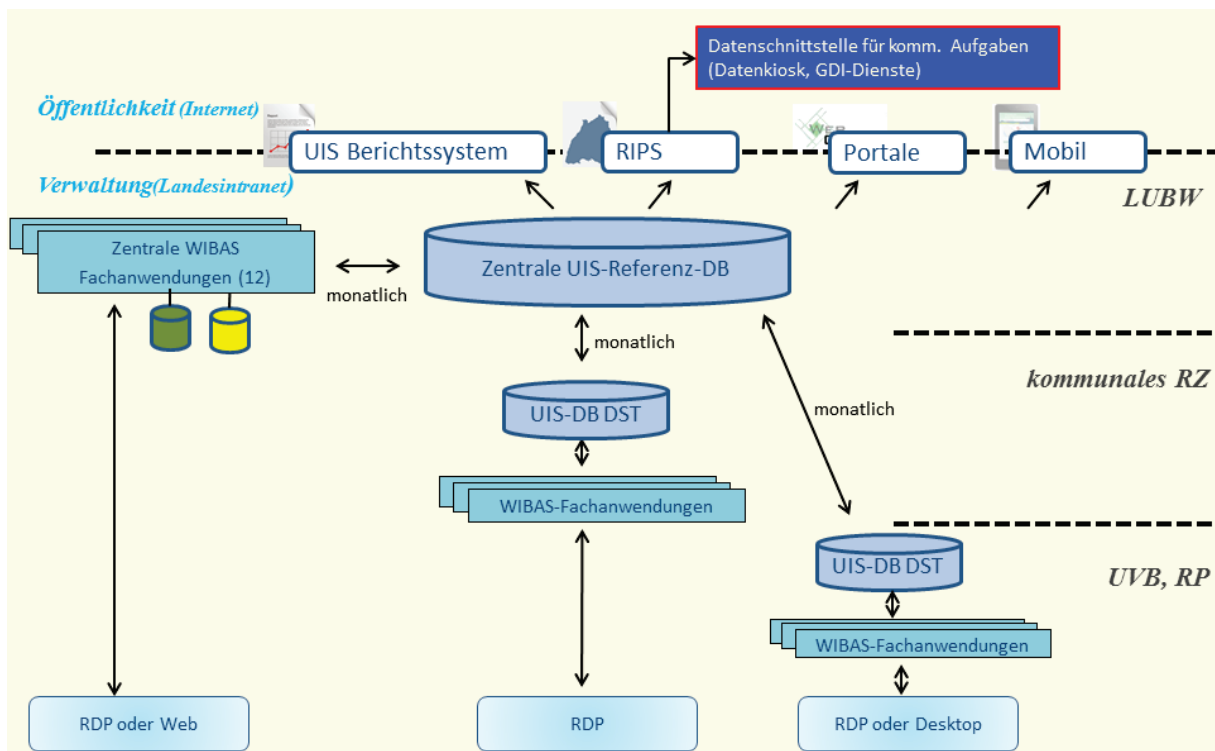 Datenschnittstelle für komm. Aufgaben
(Datenkiosk, GDI-Dienste)
Öffentlichkeit (Internet)
UIS Berichtssystem
RIPS
Portale
Mobil
Verwaltung(Landesintranet)
LUBW
Zentrale WIBAS
Fachanwendungen (12)
monatlich
Zentrale UIS-Referenz-DB
monatlich
kommunales RZ
UIS-DB DST
monatlich
WIBAS-Fachanwendungen
UIS-DB DST
UVB, RP
WIBAS-Fachanwendungen
RDP oder Web
RDP
RDP oder Desktop